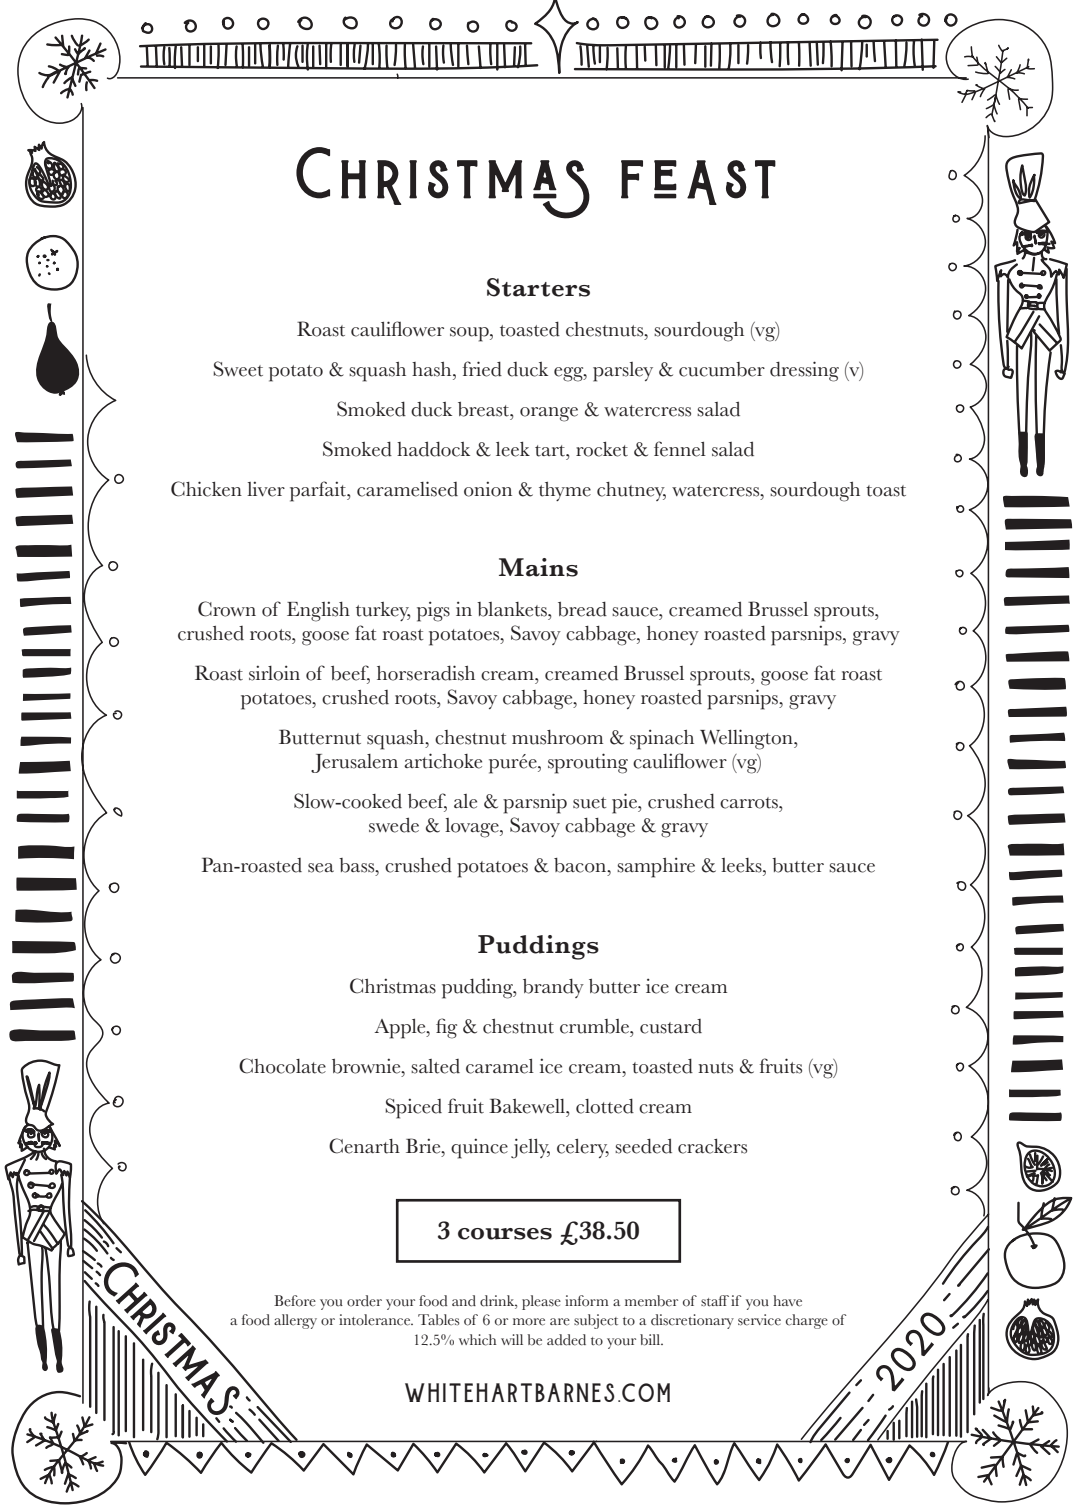 CHRISTMAS FEAST
Starters
Roast cauliflower soup, toasted chestnuts, sourdough (vg)
Sweet potato & squash hash, fried duck egg, parsley & cucumber dressing (v)
Smoked duck breast, orange & watercress salad
Smoked haddock & leek tart, rocket & fennel salad
Chicken liver parfait, caramelised onion & thyme chutney, watercress, sourdough toast
Mains
Crown of English turkey, pigs in blankets, bread sauce, creamed Brussel sprouts,
crushed roots, goose fat roast potatoes, Savoy cabbage, honey roasted parsnips, gravy
Roast sirloin of beef, horseradish cream, creamed Brussel sprouts, goose fat roast
potatoes, crushed roots, Savoy cabbage, honey roasted parsnips, gravy
Butternut squash, chestnut mushroom & spinach Wellington,
Jerusalem artichoke purée, sprouting cauliflower (vg)
Slow-cooked beef, ale & parsnip suet pie, crushed carrots,
swede & lovage, Savoy cabbage & gravy
Pan-roasted sea bass, crushed potatoes & bacon, samphire & leeks, butter sauce
Puddings
Christmas pudding, brandy butter ice cream
Apple, fig & chestnut crumble, custard
Chocolate brownie, salted caramel ice cream, toasted nuts & fruits (vg)
Spiced fruit Bakewell, clotted cream
Cenarth Brie, quince jelly, celery, seeded crackers
3 courses £38.50
Before you order your food and drink, please inform a member of staff if you have
a food allergy or intolerance. Tables of 6 or more are subject to a discretionary service charge of
12.5% which will be added to your bill.
WHITEHARTBARNES.COM
CHRISTMAS
2020